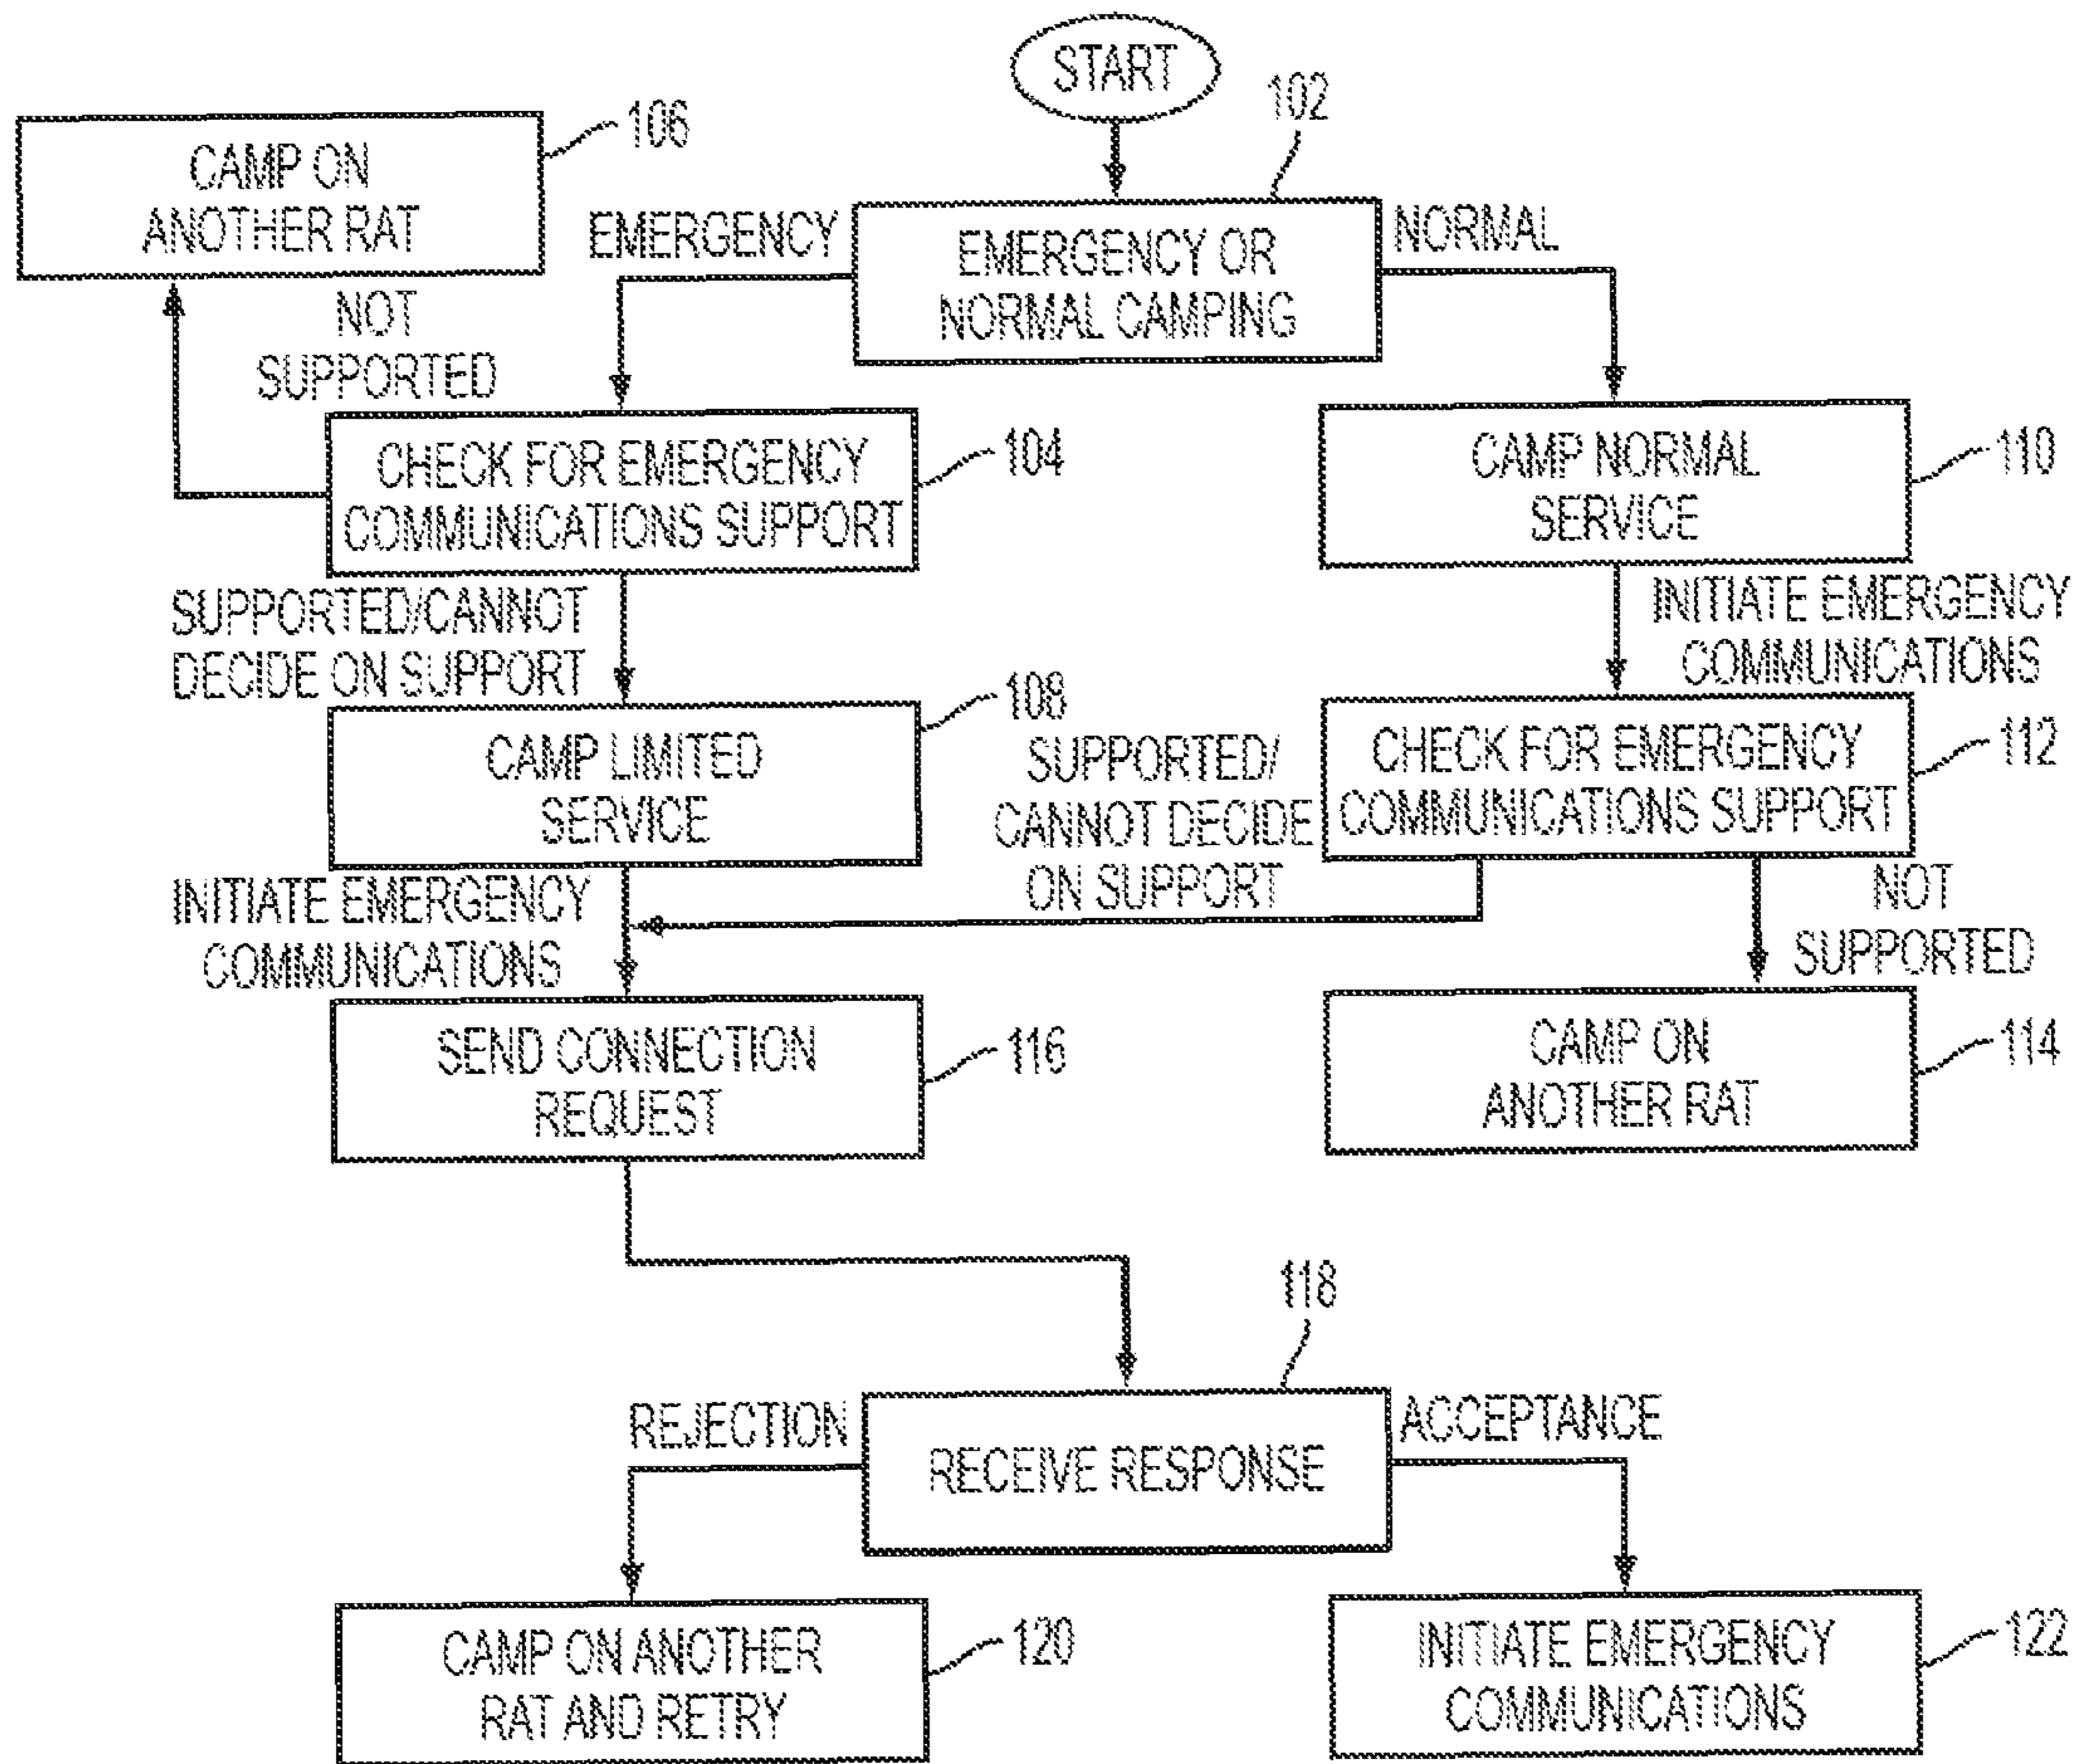 START
102
106
CAMP ON
ANOTHER RAT
EMERGENCY
EMERGENCY OR
NORMAL CAMPING
NORMAL
NOT
SUPPORTED
CHECK FOR EMERGENCY
COMMUNICATIONS SUPPORT
104
CAMP NORMAL
SERVICE
110
SUPPORTED/CANNOT
DECIDE ON SUPPORT
INITIATE EMERGENCY
COMMUNICATIONS
CAMP LIMITED
SERVICE
108
SUPPORTED/
CANNOT DECIDE
ON SUPPORT
CHECK FOR EMERGENCY
COMMUNICATIONS SUPPORT
112
INITIATE EMERGENCY
COMMUNICATIONS
NOT
SUPPORTED
SEND CONNECTION
REQUEST
116
CAMP ON
ANOTHER RAT
114
118
REJECTION
RECEIVE RESPONSE
ACCEPTANCE
CAMP ON ANOTHER
RAT AND RETRY
120
INITIATE EMERGENCY
COMMUNICATIONS
122